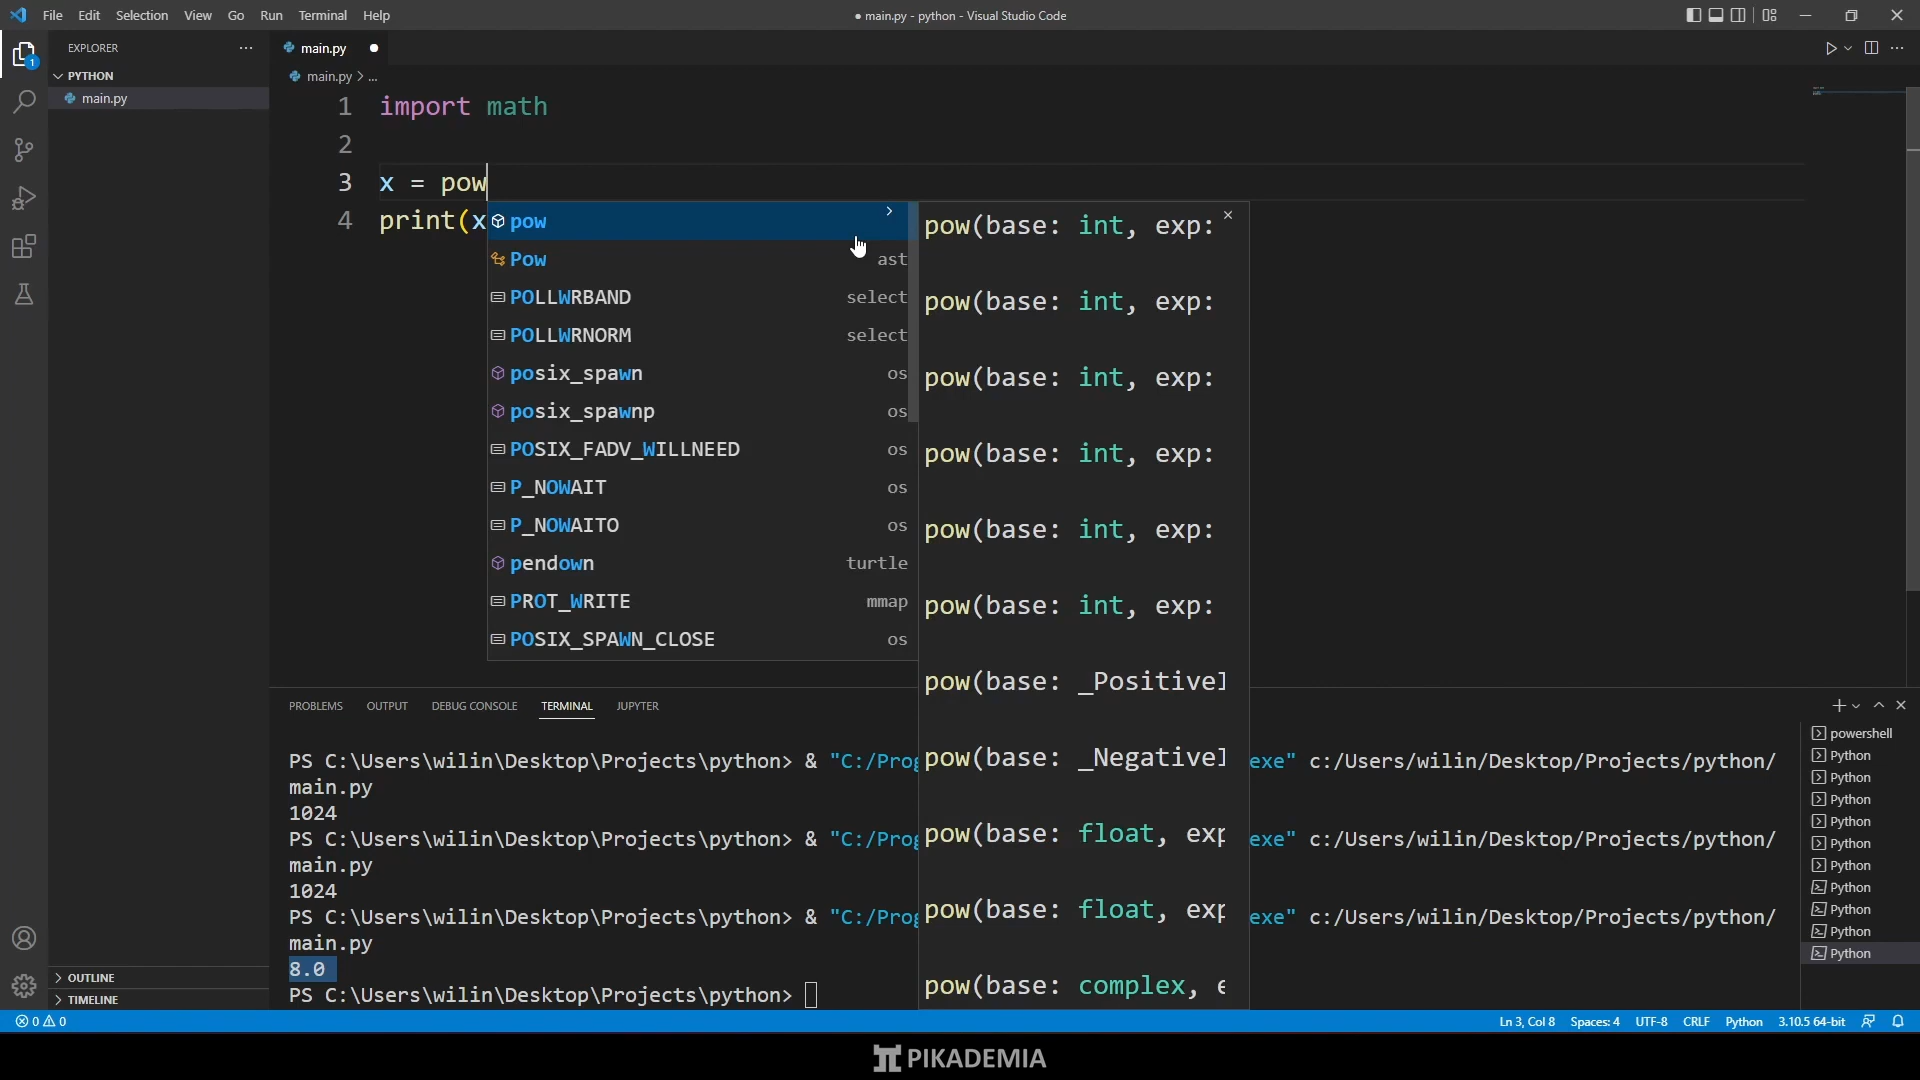 File Edit Selection View Go Run Terminal Help
● main.py - python - Visual Studio Code
EXPLORER
PYTHON
main.py
OUTLINE
TIMELINE
1
main.py
main.py > ...
1 import math
2
3 x = pow
4 print(x
pow
Pow ast
POLLWRBAND select
POLLWRNORM select
posix_spawn os
posix_spawnp os
POSIX_FADV_WILLNEED os
P_NOWAIT os
P_NOWAITO os
pendown turtle
PROT_WRITE mmap
POSIX_SPAWN_CLOSE os
pow(base: int, exp:
pow(base: int, exp:
pow(base: int, exp:
pow(base: int, exp:
pow(base: int, exp:
pow(base: int, exp:
pow(base: _PositiveI
pow(base: _NegativeI
pow(base: float, exp
pow(base: float, exp
pow(base: complex, e
PROBLEMS OUTPUT DEBUG CONSOLE TERMINAL JUPYTER
PS C:\Users\wilin\Desktop\Projects\python> & "C:/Prog exe" c:/Users/wilin/Desktop/Projects/python/
main.py
1024
PS C:\Users\wilin\Desktop\Projects\python> & "C:/Prog exe" c:/Users/wilin/Desktop/Projects/python/
main.py
1024
PS C:\Users\wilin\Desktop\Projects\python> & "C:/Prog exe" c:/Users/wilin/Desktop/Projects/python/
main.py
8.0
PS C:\Users\wilin\Desktop\Projects\python>
powershell
Python
Python
Python
Python
Python
Python
Python
Python
Python
Python
0 0
Ln 3, Col 8 Spaces: 4 UTF-8 CRLF Python 3.10.5 64-bit
PIKADEMIA